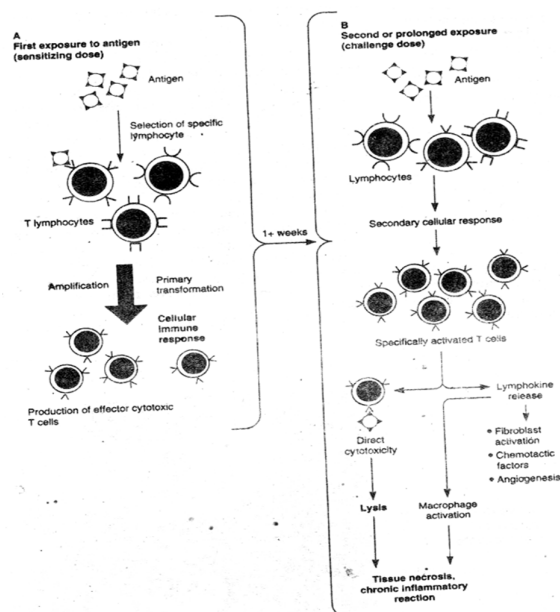 A
First exposure to antigen
(sensitizing dose)
Antigen
Selection of specific
lymphocyte
T lymphocytes
Amplification
Primary
transformation
Cellular
immune
response
Production of effector cytotoxic
T cells
1+ weeks
B
Second or prolonged exposure
(challenge dose)
Antigen
Lymphocytes
Secondary cellular response
Specifically activated T cells
Direct
cytotoxicity
Lymphokine
release
• Fibroblast
activation
• Chemotactic
factors
• Angiogenesis
Lysis
Macrophage
activation
Tissue necrosis,
chronic inflammatory
reaction